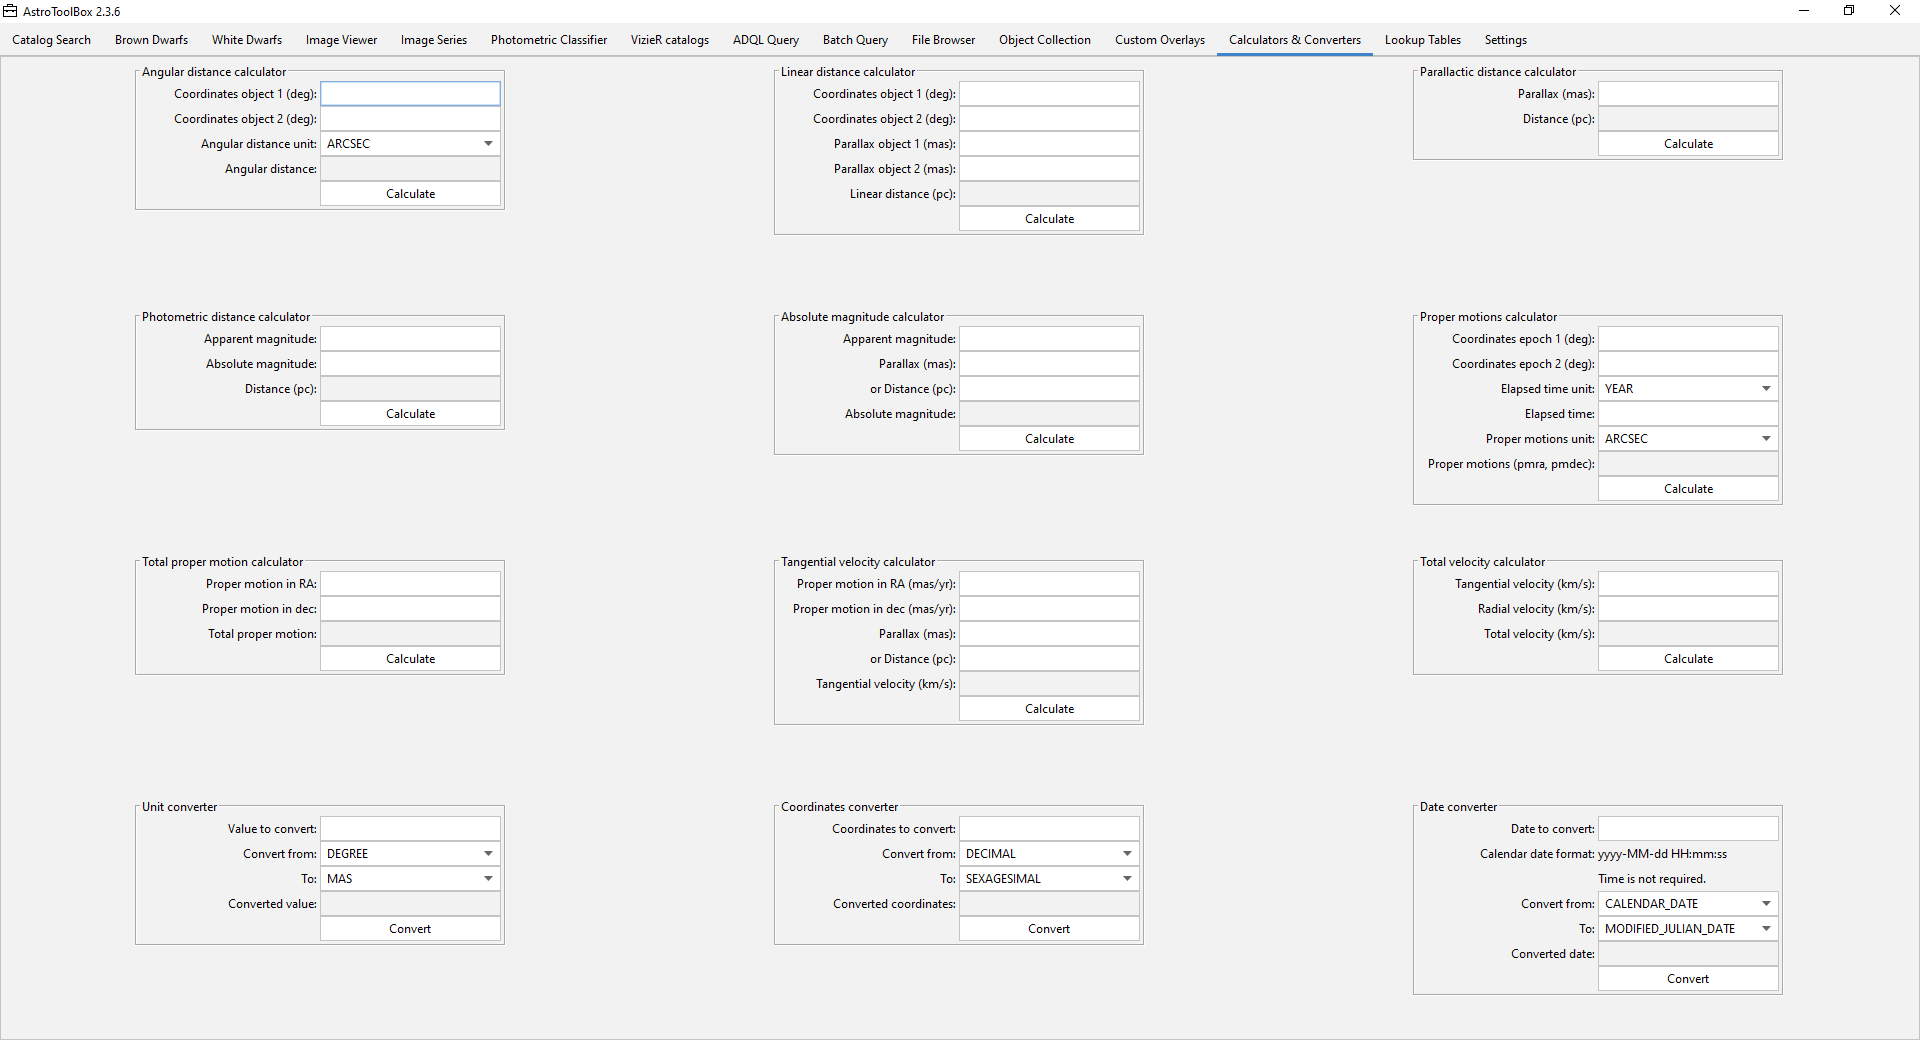 AstroToolBox 2.3.6
Catalog Search Brown Dwarfs White Dwarfs Image Viewer Image Series Photometric Classifier VizieR catalogs ADQL Query Batch Query File Browser Object Collection Custom Overlays Calculators & Converters Lookup Tables Settings
Angular distance calculator
Coordinates object 1 (deg):
Coordinates object 2 (deg):
Angular distance unit: ARCSEC
Angular distance:
Calculate
Linear distance calculator
Coordinates object 1 (deg):
Coordinates object 2 (deg):
Parallax object 1 (mas):
Parallax object 2 (mas):
Linear distance (pc):
Calculate
Parallactic distance calculator
Parallax (mas):
Distance (pc):
Calculate
Photometric distance calculator
Apparent magnitude:
Absolute magnitude:
Distance (pc):
Calculate
Absolute magnitude calculator
Apparent magnitude:
Parallax (mas):
or Distance (pc):
Absolute magnitude:
Calculate
Proper motions calculator
Coordinates epoch 1 (deg):
Coordinates epoch 2 (deg):
Elapsed time unit: YEAR
Elapsed time:
Proper motions unit: ARCSEC
Proper motions (pmra, pmdec):
Calculate
Total proper motion calculator
Proper motion in RA:
Proper motion in dec:
Total proper motion:
Calculate
Tangential velocity calculator
Proper motion in RA (mas/yr):
Proper motion in dec (mas/yr):
Parallax (mas):
or Distance (pc):
Tangential velocity (km/s):
Calculate
Total velocity calculator
Tangential velocity (km/s):
Radial velocity (km/s):
Total velocity (km/s):
Calculate
Unit converter
Value to convert:
Convert from: DEGREE
To: MAS
Converted value:
Convert
Coordinates converter
Coordinates to convert:
Convert from: DECIMAL
To: SEXAGESIMAL
Converted coordinates:
Convert
Date converter
Date to convert:
Calendar date format: yyyy-MM-dd HH:mm:ss
Time is not required.
Convert from: CALENDAR_DATE
To: MODIFIED_JULIAN_DATE
Converted date:
Convert